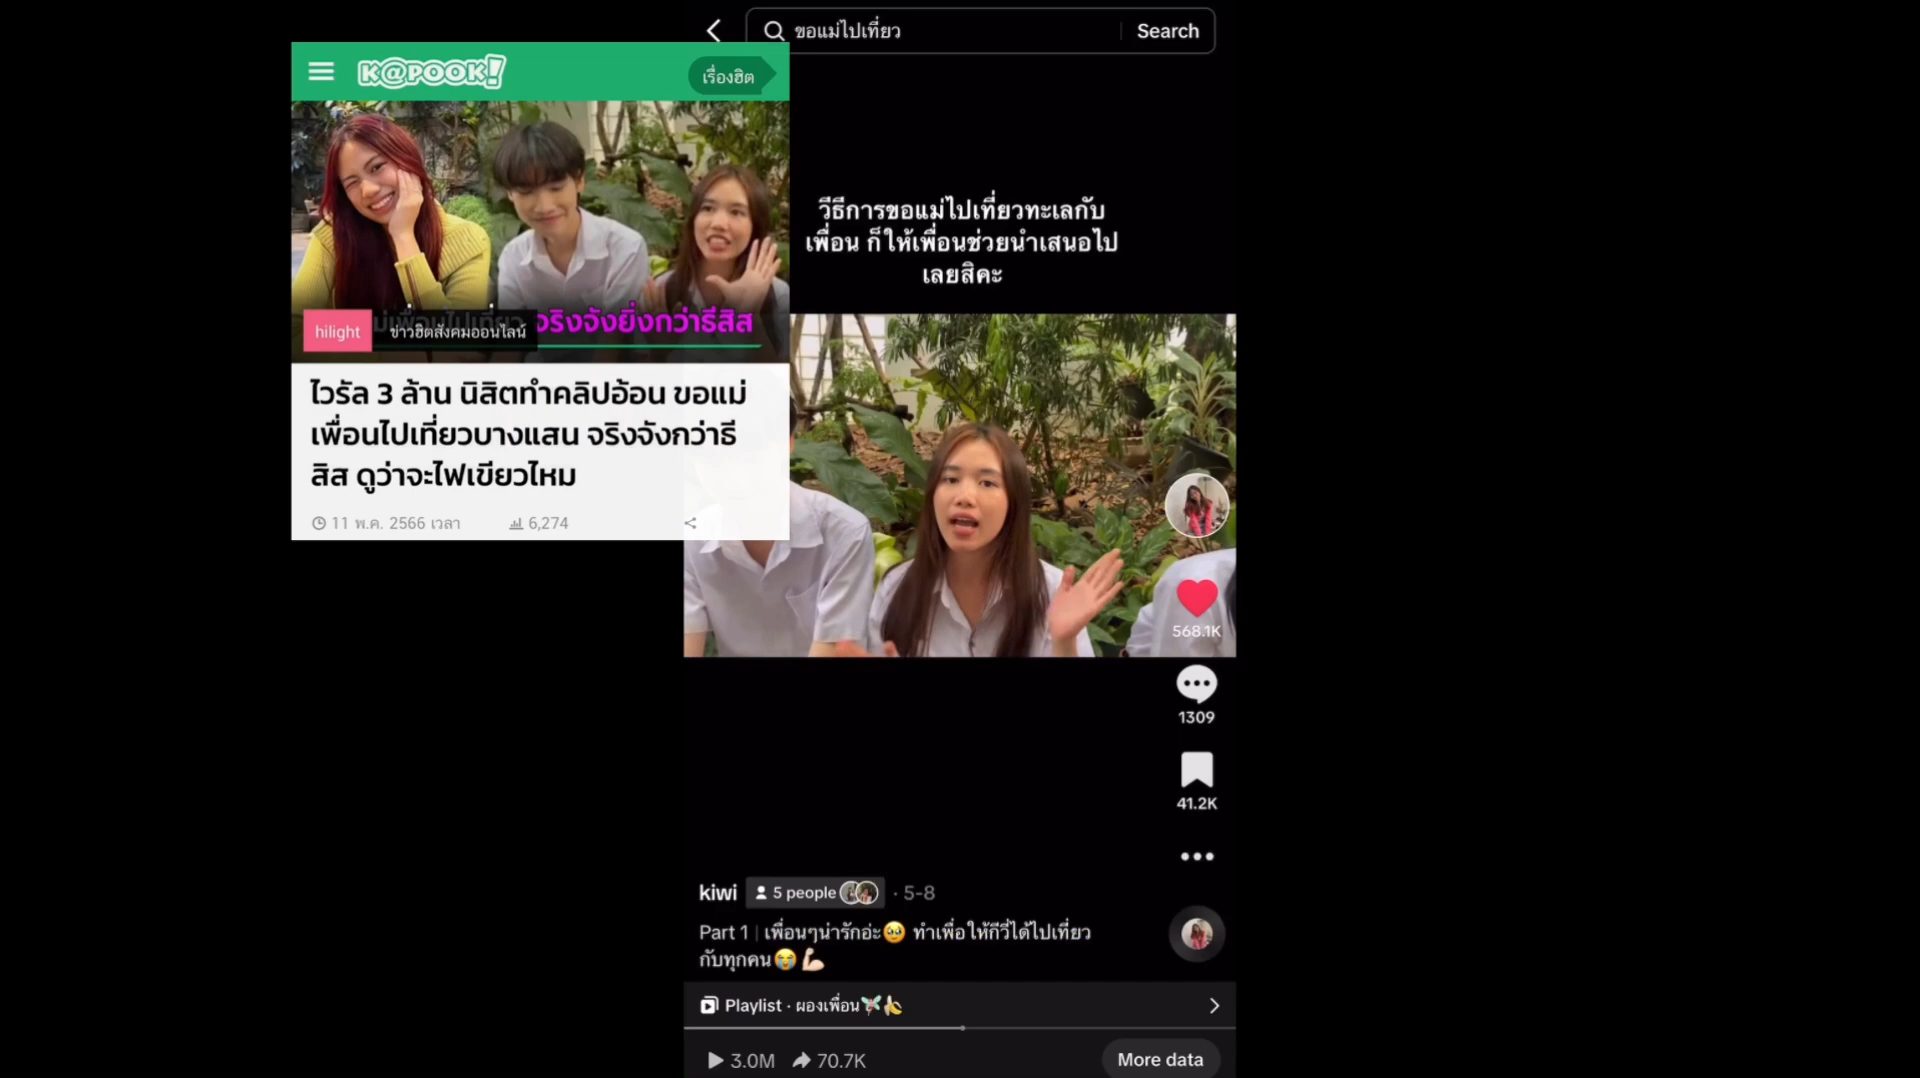 ขอแม่ไปเที่ยว
Search
K@POOK!
เรื่องฮิต
จริงจังยิ่งกว่าธีสิส
hilight
ข่าวฮิตสังคมออนไลน์
ไวรัล 3 ล้าน นิสิตทำคลิปอ้อน ขอแม่
เพื่อนไปเที่ยวบางแสน จริงจังกว่าธี
สิส ดูว่าจะไฟเขียวไหม
11 พ.ค. 2566 เวลา
6,274
วีธีการขอแม่ไปเที่ยวทะเลกับ
เพื่อน ก็ให้เพื่อนช่วยนำเสนอไป
เลยสิคะ
568.1K
1309
41.2K
kiwi 5 people · 5-8
Part 1 | เพื่อนๆน่ารักอ่ะ🥹 ทำเพื่อให้กีวี่ได้ไปเที่ยว
กับทุกคน😭💪🏻
Playlist · ผองเพื่อน🧚🍌
3.0M 70.7K
More data